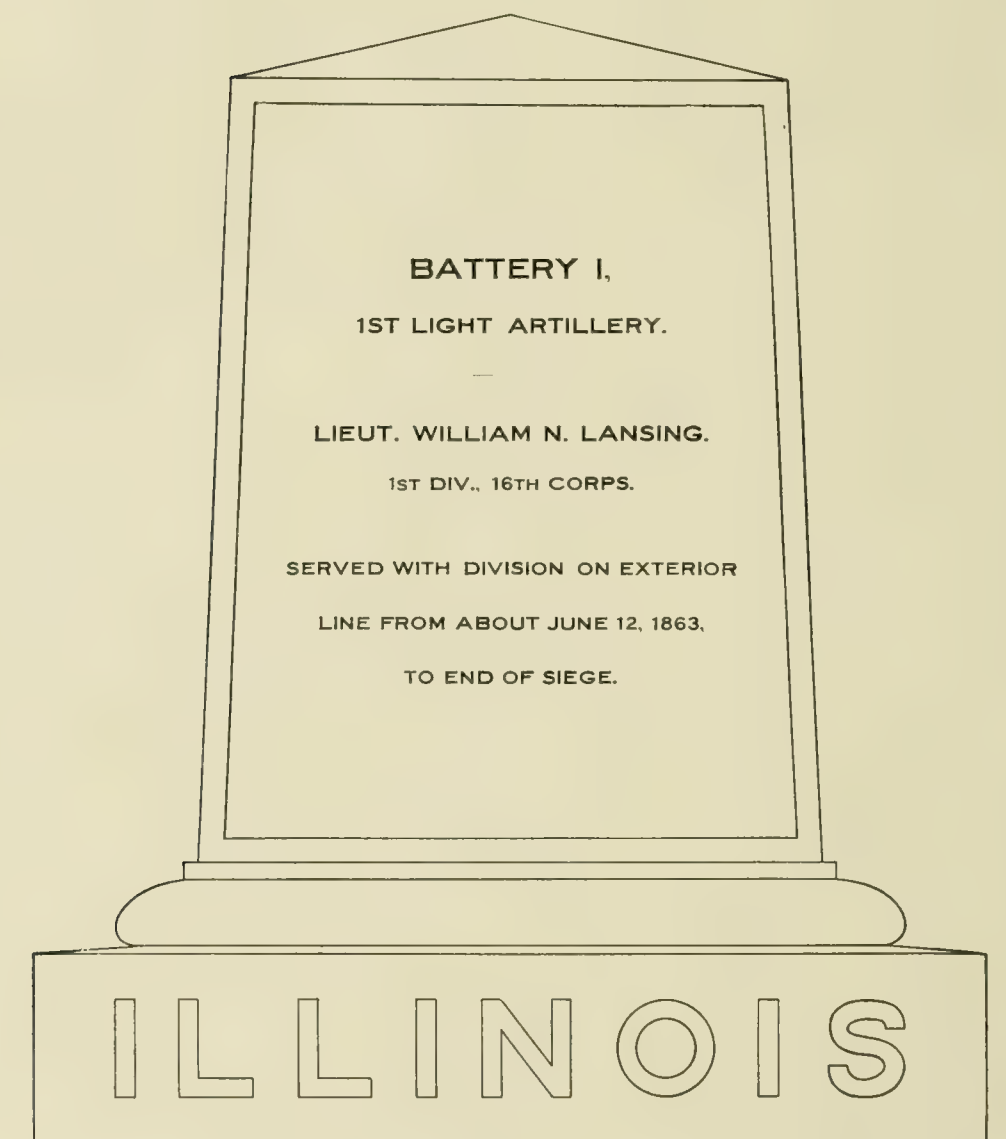 BATTERY I,
1ST LIGHT ARTILLERY.
LIEUT. WILLIAM N. LANSING.
1ST DIV., 16TH CORPS.
SERVED WITH DIVISION ON EXTERIOR
LINE FROM ABOUT JUNE 12, 1863,
TO END OF SIEGE.
ILLINOIS